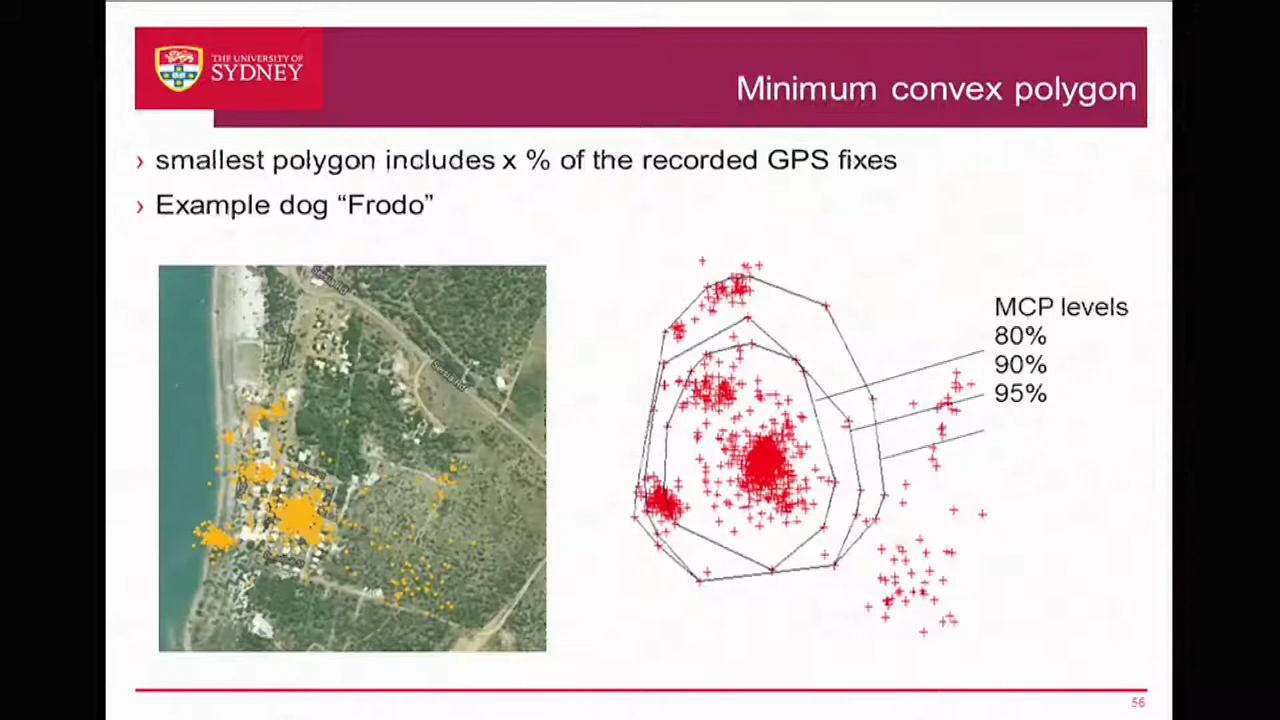 THE UNIVERSITY OF
SYDNEY
Minimum convex polygon
› smallest polygon includes x % of the recorded GPS fixes
› Example dog “Frodo”
MCP levels
80%
90%
95%
56